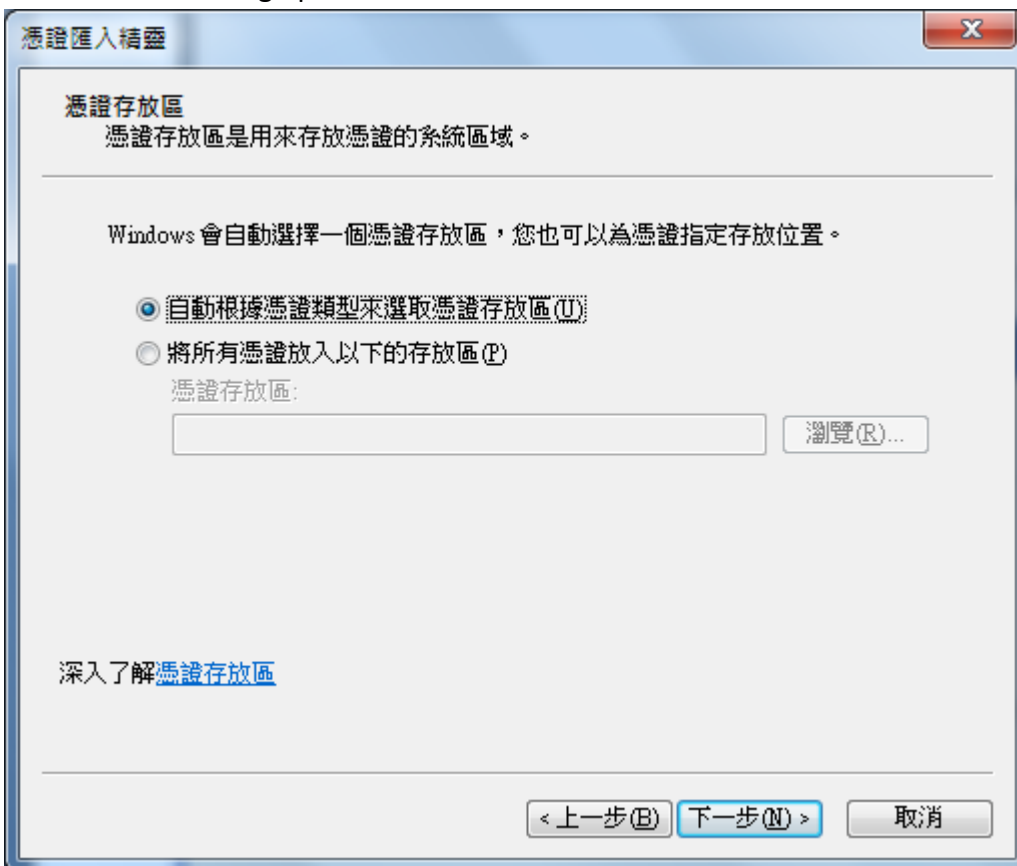 憑證匯入精靈
憑證存放區
憑證存放區是用來存放憑證的系統區域。
Windows 會自動選擇一個憑證存放區，您也可以為憑證指定存放位置。
自動根據憑證類型來選取憑證存放區(U)
將所有憑證放入以下的存放區(P)
憑證存放區:
瀏覽(R)...
深入了解憑證存放區
<上一步(B) 下一步(N) > 取消